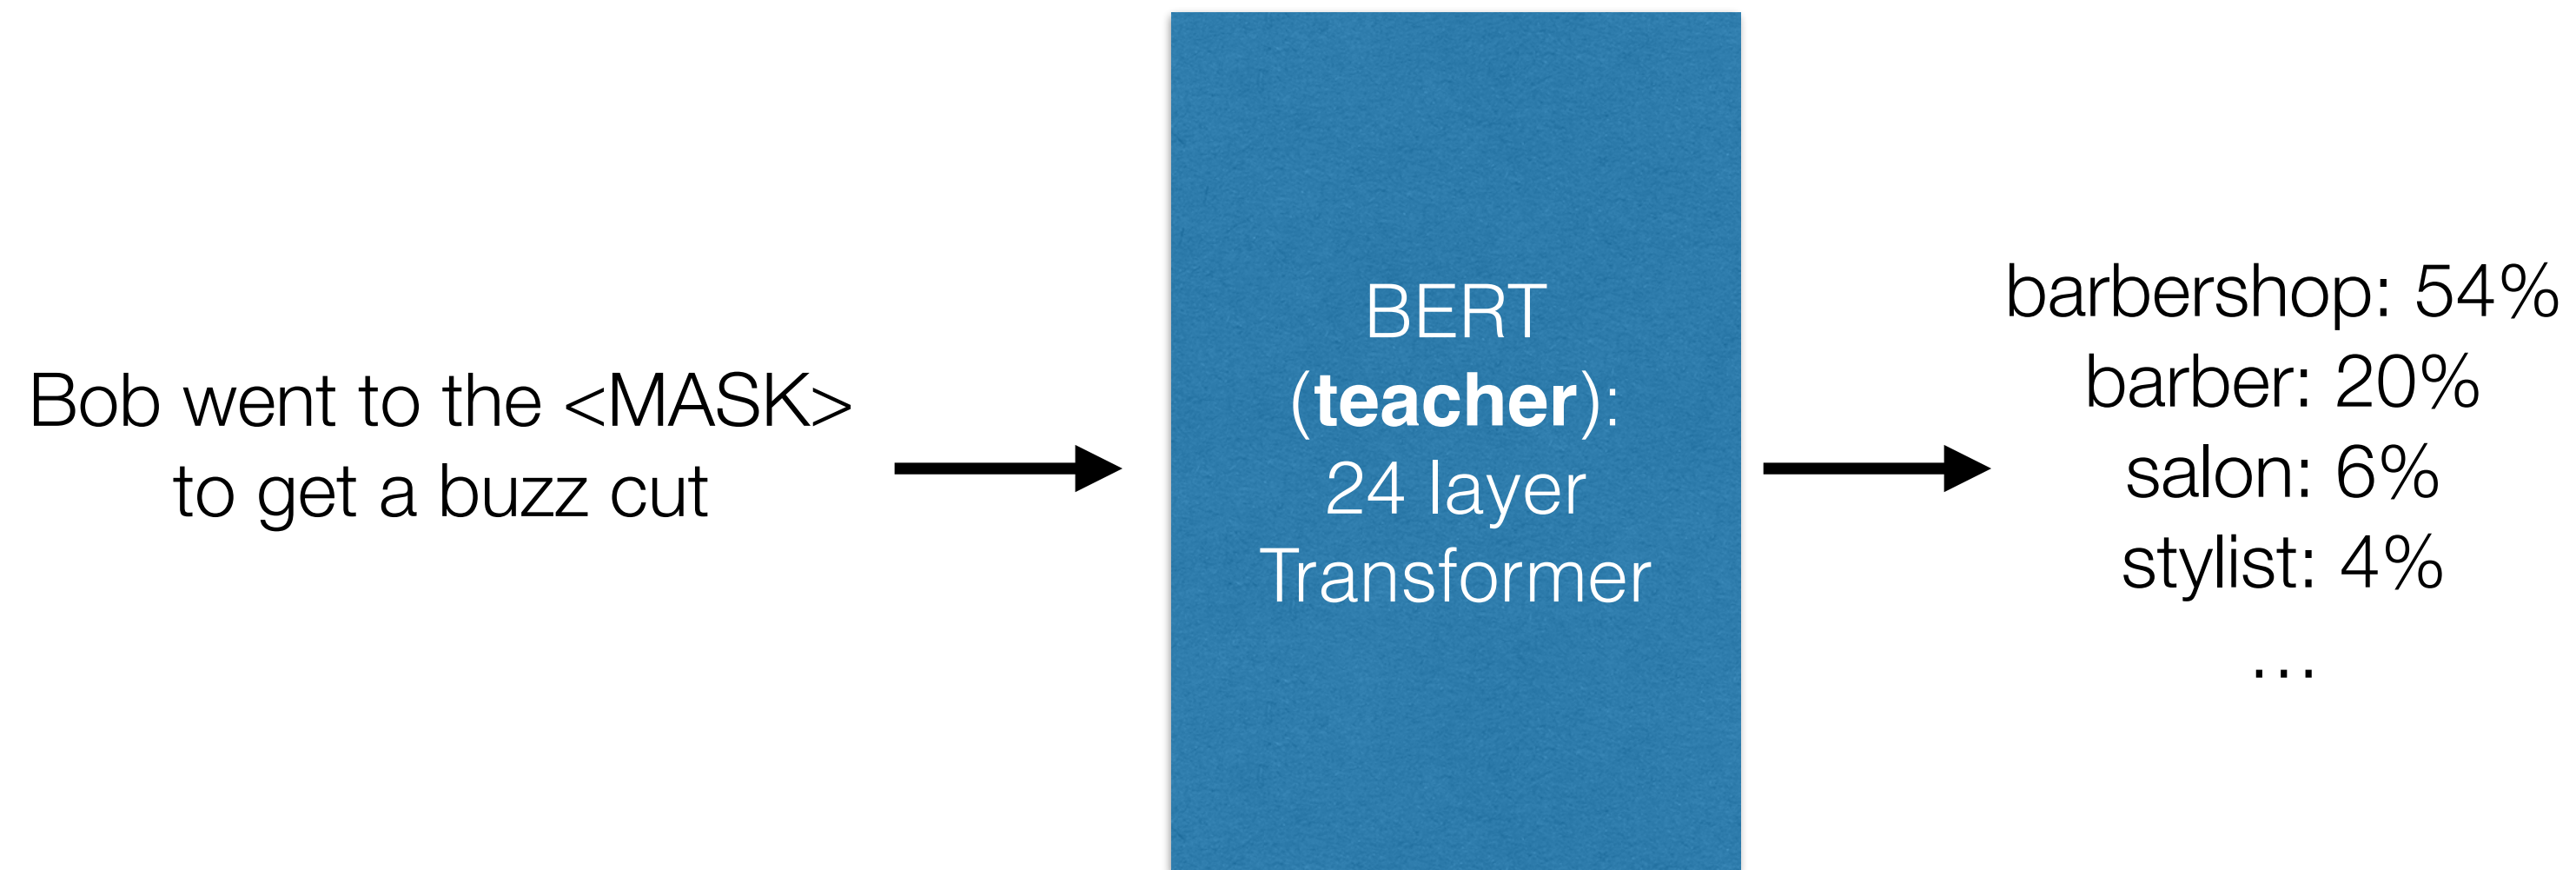 Bob went to the <MASK>
to get a buzz cut
BERT
(teacher):
24 layer
Transformer
barbershop: 54%
barber: 20%
salon: 6%
stylist: 4%
…